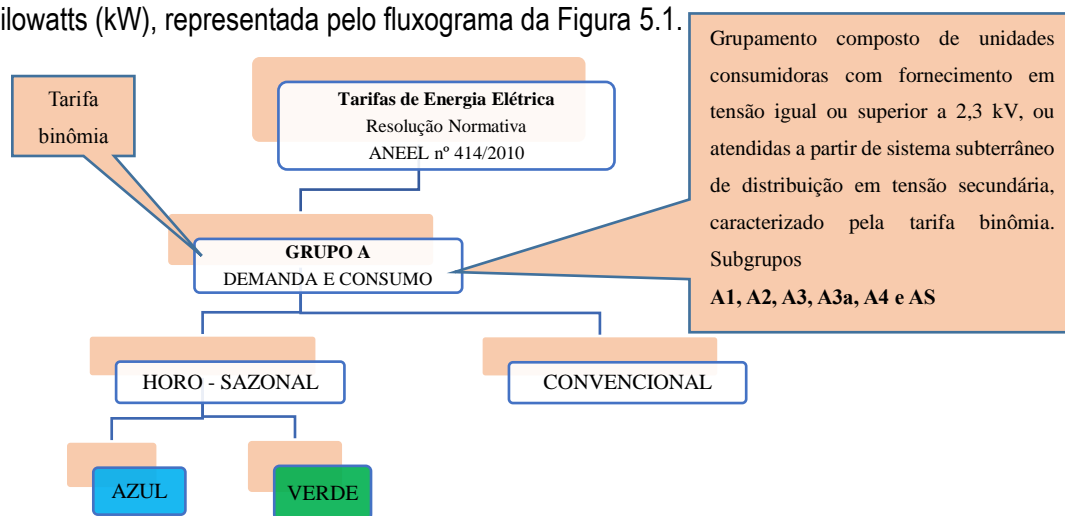 ilowatts (kW), representada pelo fluxograma da Figura 5.1.
Tarifa
binômia
Tarifas de Energia Elétrica
Resolução Normativa
ANEEL nº 414/2010
Grupamento composto de unidades
consumidoras com fornecimento em
tensão igual ou superior a 2,3 kV, ou
atendidas a partir de sistema subterrâneo
de distribuição em tensão secundária,
caracterizado pela tarifa binômia.
Subgrupos
A1, A2, A3, A3a, A4 e AS
GRUPO A
DEMANDA E CONSUMO
HORO - SAZONAL
CONVENCIONAL
AZUL
VERDE